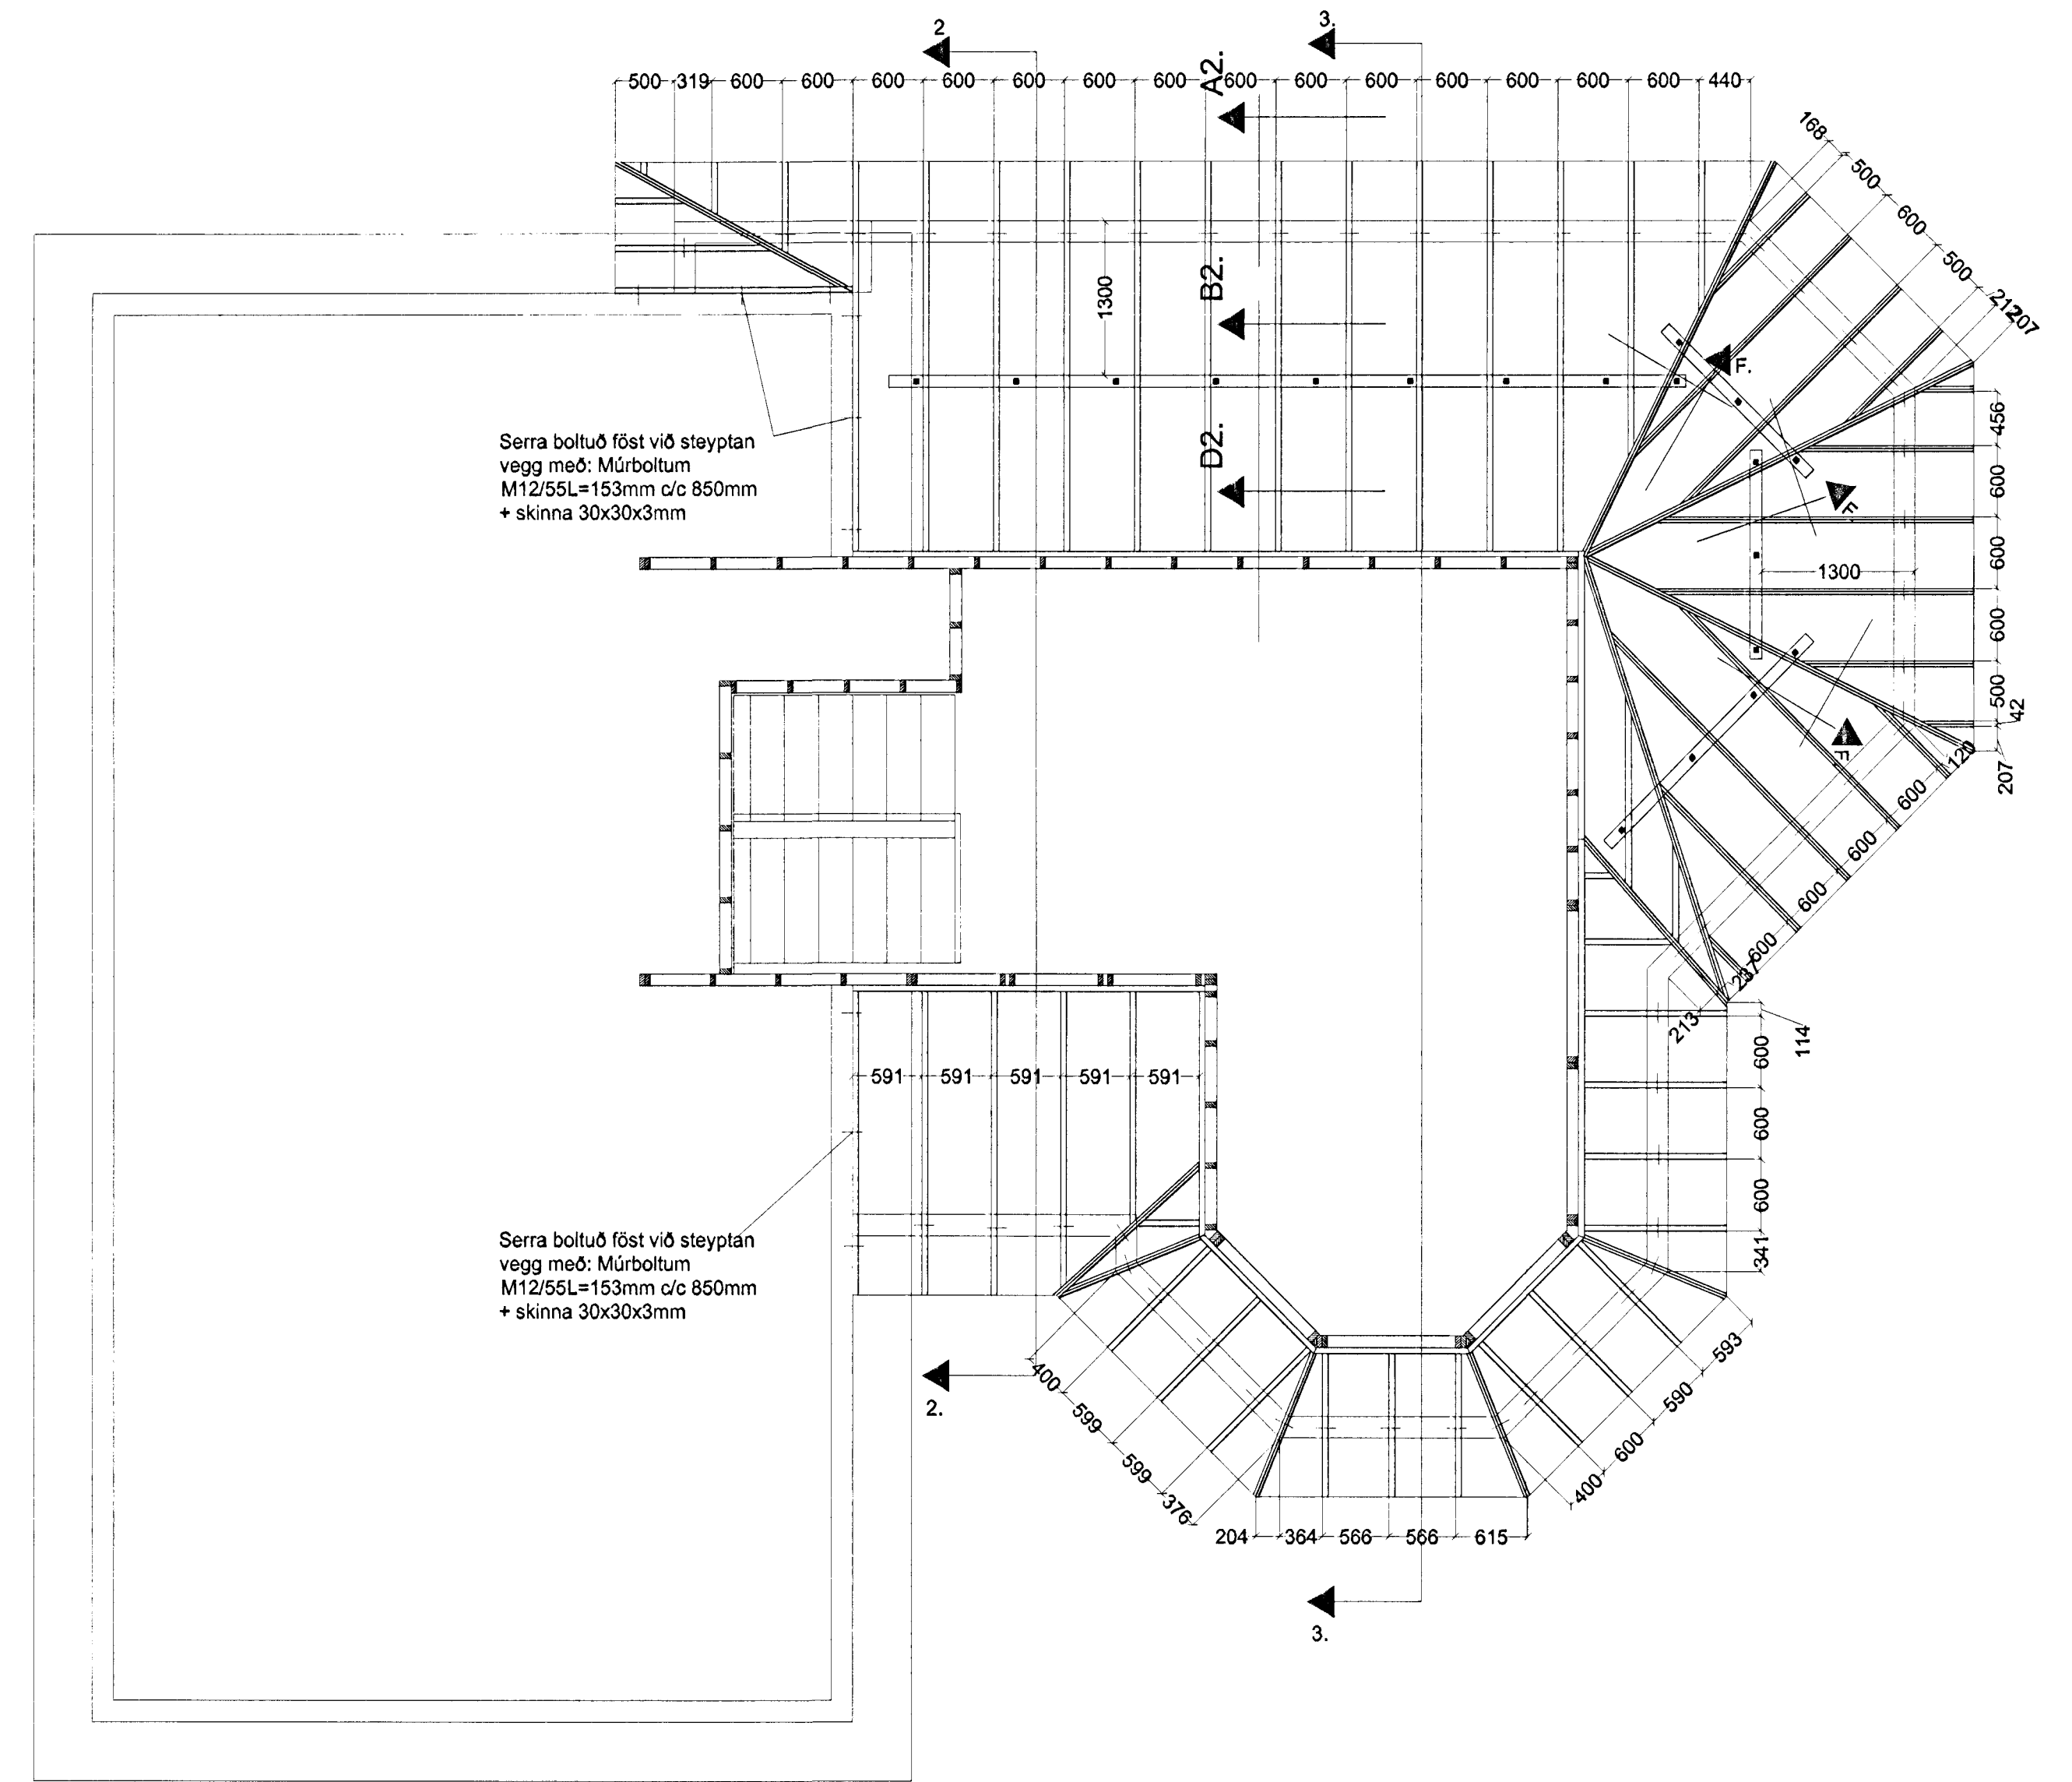 2
3.
500 319 600 600 600 600 600 600 600 600 600 600 600 600 600 600 440
A2.
168
500
600
500
212
207
B2.
1300
F.
456
Serra boltuð föst við steyptan
vegg með: Múrboltum
M12/55L=153mm c/c 850mm
+ skinna 30x30x3mm
D2.
600
F.
600
1300
600
500
42
F.
120
207
600
600
600
600
237
213
114
600
591 591 591 591 591
600
600
341
Serra boltuð föst við steyptan
vegg með: Múrboltum
M12/55L=153mm c/c 850mm
+ skinna 30x30x3mm
593
400
590
2.
599
600
599
400
376
204 364 566 566 615
3.